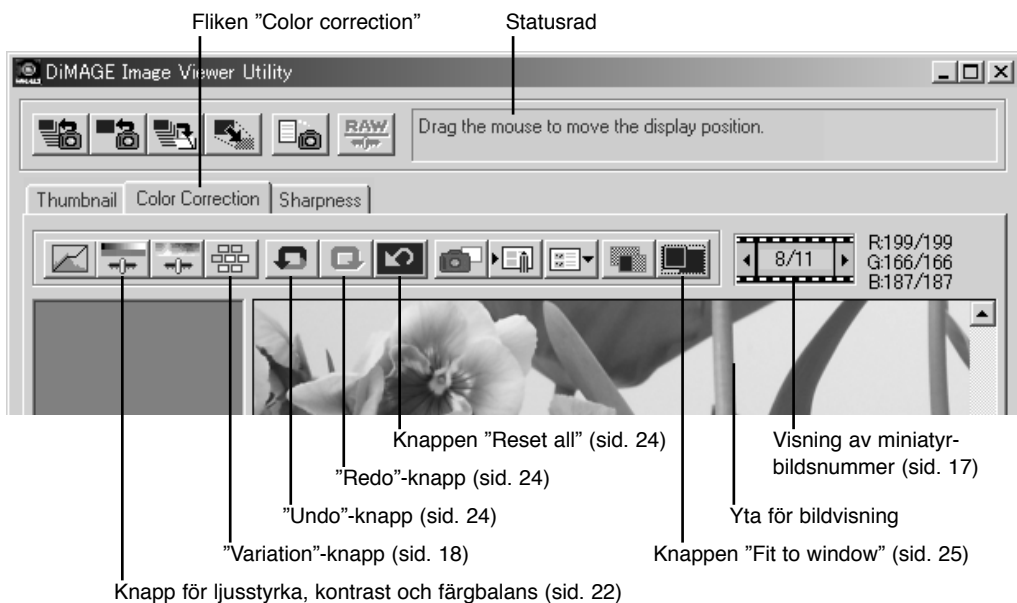 Fliken ”Color correction”
Statusrad
DiMAGE Image Viewer Utility
RAW
Drag the mouse to move the display position.
Thumbnail
Color Correction
Sharpness
8/11
R:199/199
G:166/166
B:187/187
Knappen ”Reset all” (sid. 24)
Visning av miniatyr-
bildsnummer (sid. 17)
”Redo”-knapp (sid. 24)
”Undo”-knapp (sid. 24)
Yta för bildvisning
”Variation”-knapp (sid. 18)
Knappen ”Fit to window” (sid. 25)
Knapp för ljusstyrka, kontrast och färgbalans (sid. 22)